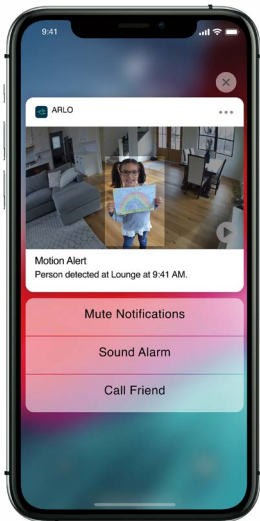 9:41
ARLO
Motion Alert
Person detected at Lounge at 9:41 AM.
Mute Notifications
Sound Alarm
Call Friend